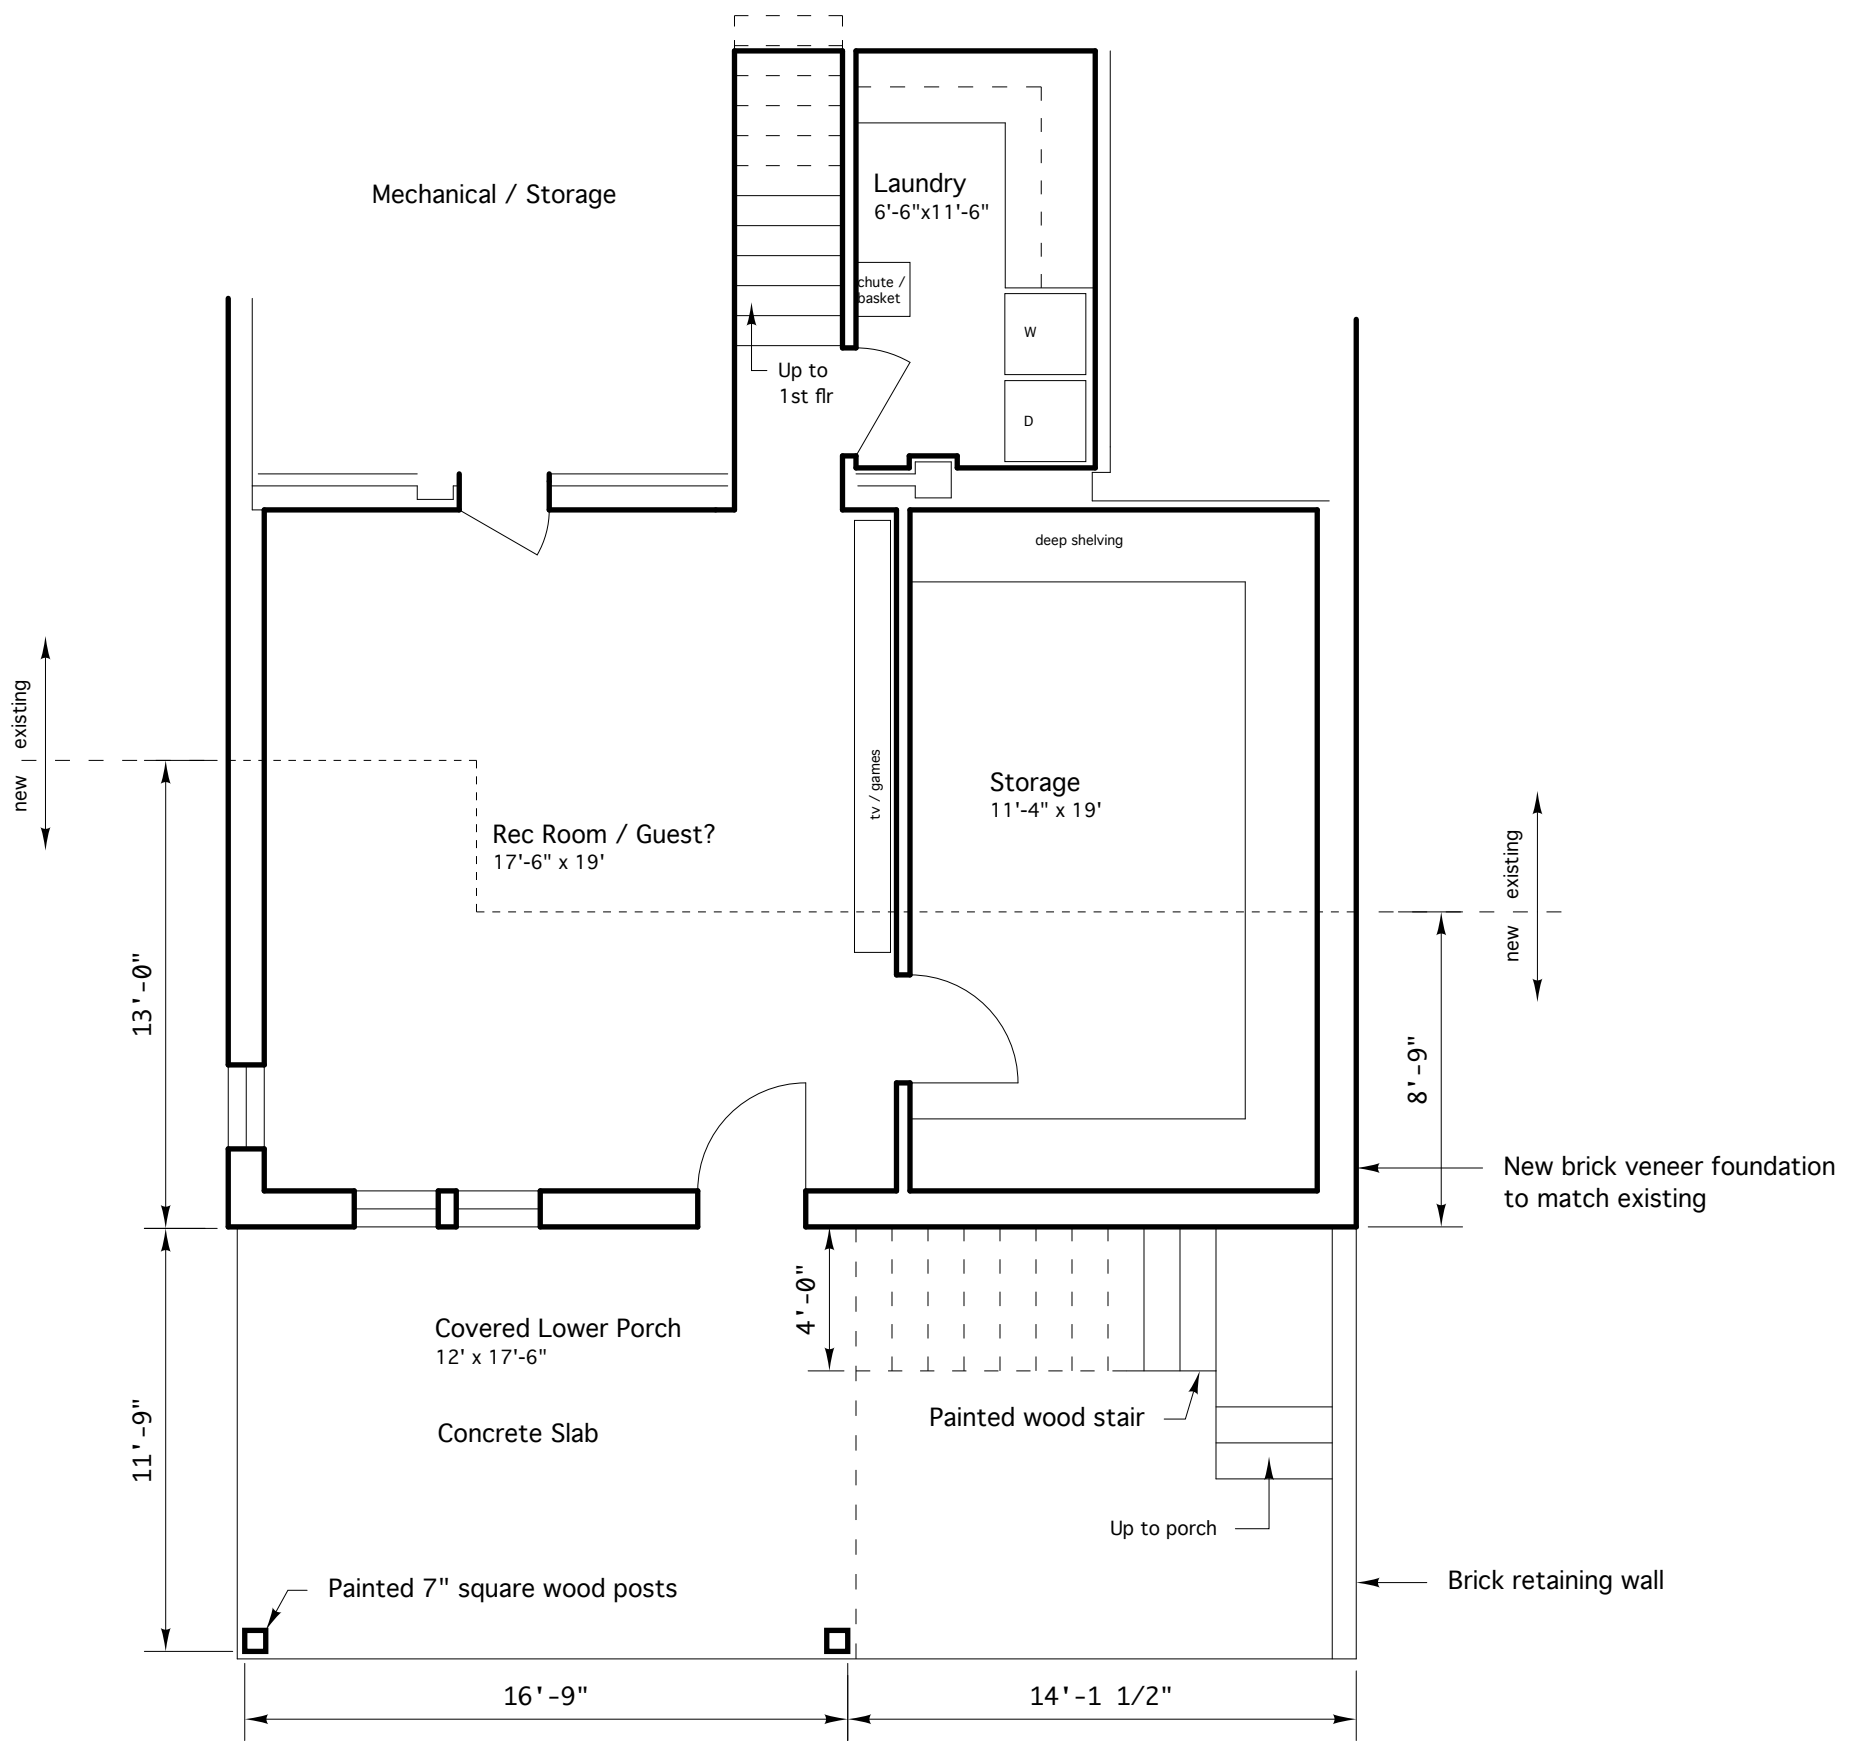 Mechanical / Storage
Laundry
6'-6"x11'-6"
chute /
basket
W
Up to
1st flr
D
deep shelving
new existing
tv / games
Storage
11'-4" x 19'
Rec Room / Guest?
17'-6" x 19'
new existing
13'-0"
8'-9"
New brick veneer foundation
to match existing
4'-0"
Covered Lower Porch
12' x 17'-6"
Painted wood stair
Concrete Slab
11'-9"
Up to porch
Painted 7" square wood posts
Brick retaining wall
16'-9"
14'-1 1/2"